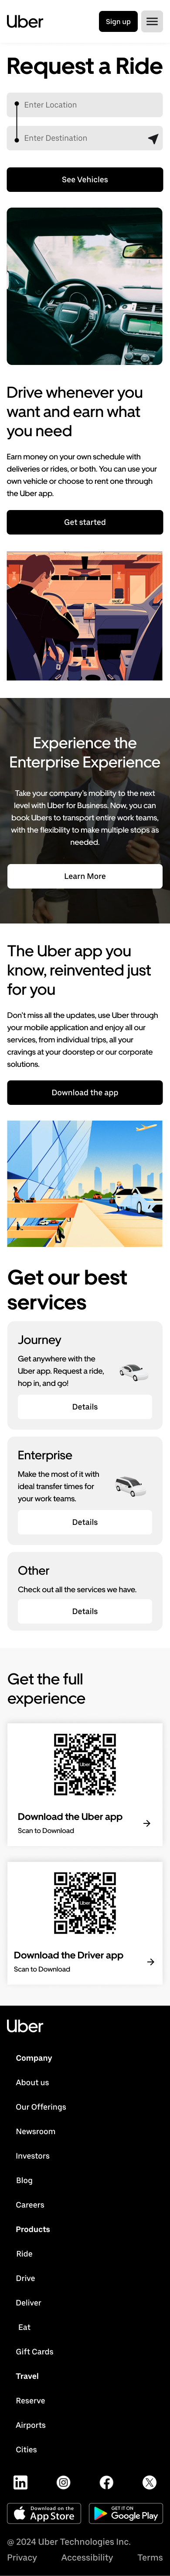 Uber
Sign up
Request a Ride
Enter Location
Enter Destination
See Vehicles
Drive whenever you
want and earn what
you need
Earn money on your own schedule with
deliveries or rides, or both. You can use your
own vehicle or choose to rent one through
the Uber app.
Get started
Experience the
Enterprise Experience
Take your company's mobility to the next
level with Uber for Business. Now, you can
book Ubers to transport entire work teams,
with the flexibility to make multiple stops as
needed.
Learn More
The Uber app you
know, reinvented just
for you
Don't miss all the updates, use Uber through
your mobile application and enjoy all our
services, from individual trips, all your
cravings at your doorstep or our corporate
solutions.
Download the app
Get our best
services
Journey
Get anywhere with the
Uber app. Request a ride,
hop in, and go!
Details
Enterprise
Make the most of it with
ideal transfer times for
your work teams.
Details
Other
Check out all the services we have.
Details
Get the full
experience
Download the Uber app
Scan to Download
Download the Driver app
Scan to Download
Uber
Company
About us
Our Offerings
Newsroom
Investors
Blog
Careers
Products
Ride
Drive
Deliver
Eat
Gift Cards
Travel
Reserve
Airports
Cities
Download on the
App Store
GET IT ON
Google Play
@ 2024 Uber Technologies Inc.
Privacy Accessibility Terms